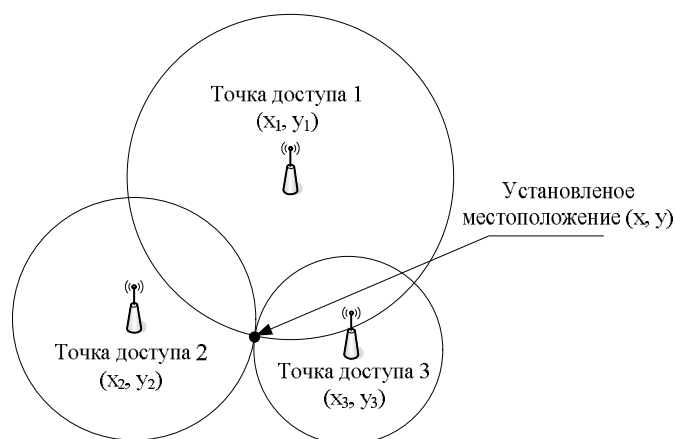 Точка доступа 1
(x₁, y₁)
Установленое
местоположение (x, y)
Точка доступа 2
(x₂, y₂)
Точка доступа 3
(x₃, y₃)